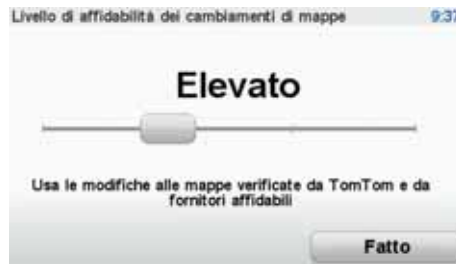 Livello di affidabilità dei cambiamenti di mappe 9:37
Elevato
Usa le modifiche alle mappe verificate da TomTom e da
fornitori affidabili
Fatto